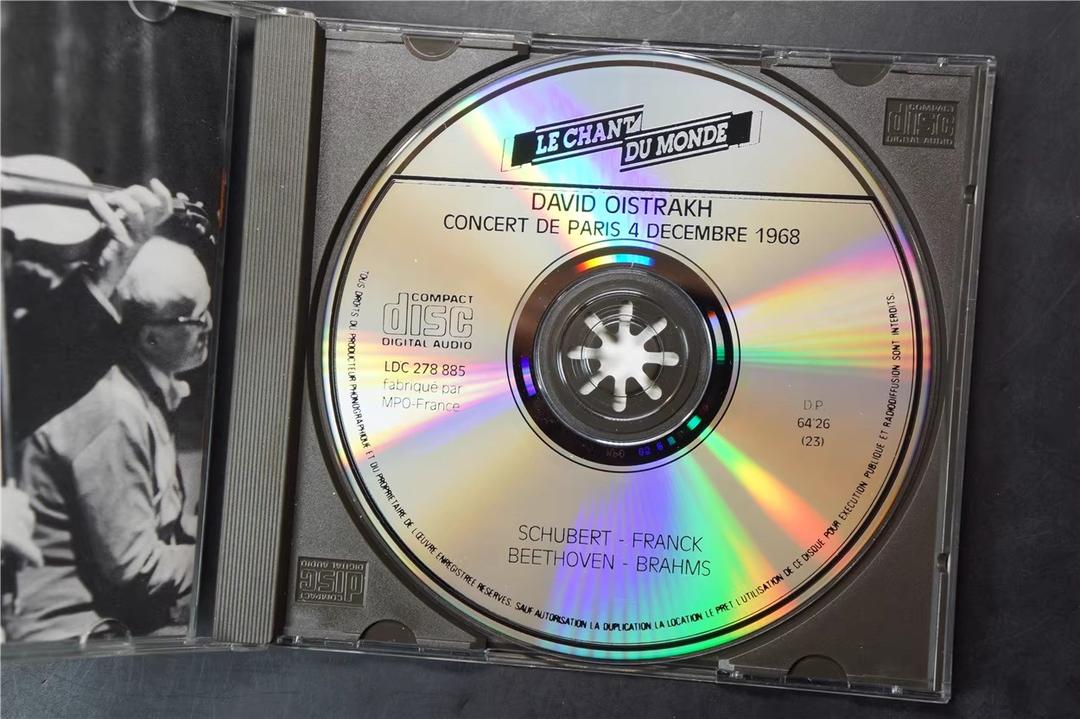 LE CHANT
DU MONDE
COMPACT
disc
DIGITAL AUDIO
DAVID OISTRAKH
CONCERT DE PARIS 4 DECEMBRE 1968
COMPACT
disc
DIGITAL AUDIO
LDC 278 885
fabriqué par
MPO-France
D.P.
64'26
(23)
SCHUBERT - FRANCK
BEETHOVEN - BRAHMS
TOUS DROITS DU PRODUCTEUR PHONOGRAPHIQUE ET DU PROPRIETAIRE DE L'ŒUVRE ENREGISTREE RESERVES. SAUF AUTORISATION LA DUPLICATION LA LOCATION LE PRET L'UTILISATION DE CE DISQUE POUR EXECUTION PUBLIQUE ET RADIODIFFUSION SONT INTERDITS.
COMPACT
disc
DIGITAL AUDIO